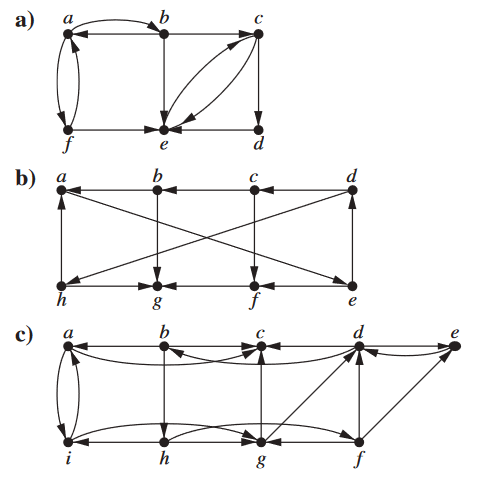 a) a b c
f e d
b) a b c d
h g f e
c) a b c d e
i h g f